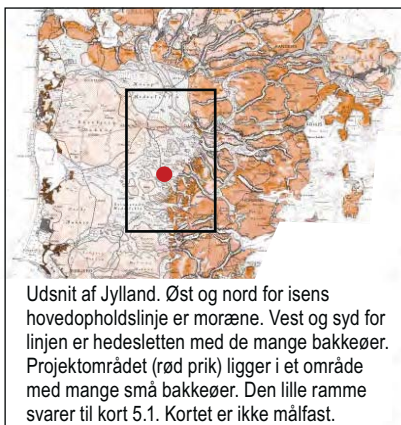 Udsnit af Jylland. Øst og nord for isens
hovedopholdslinje er moræne. Vest og syd for
linjen er hedesletten med de mange bakkeøer.
Projektområdet (rød prik) ligger i et område
med mange små bakkeøer. Den lille ramme
svarer til kort 5.1. Kortet er ikke målfast.